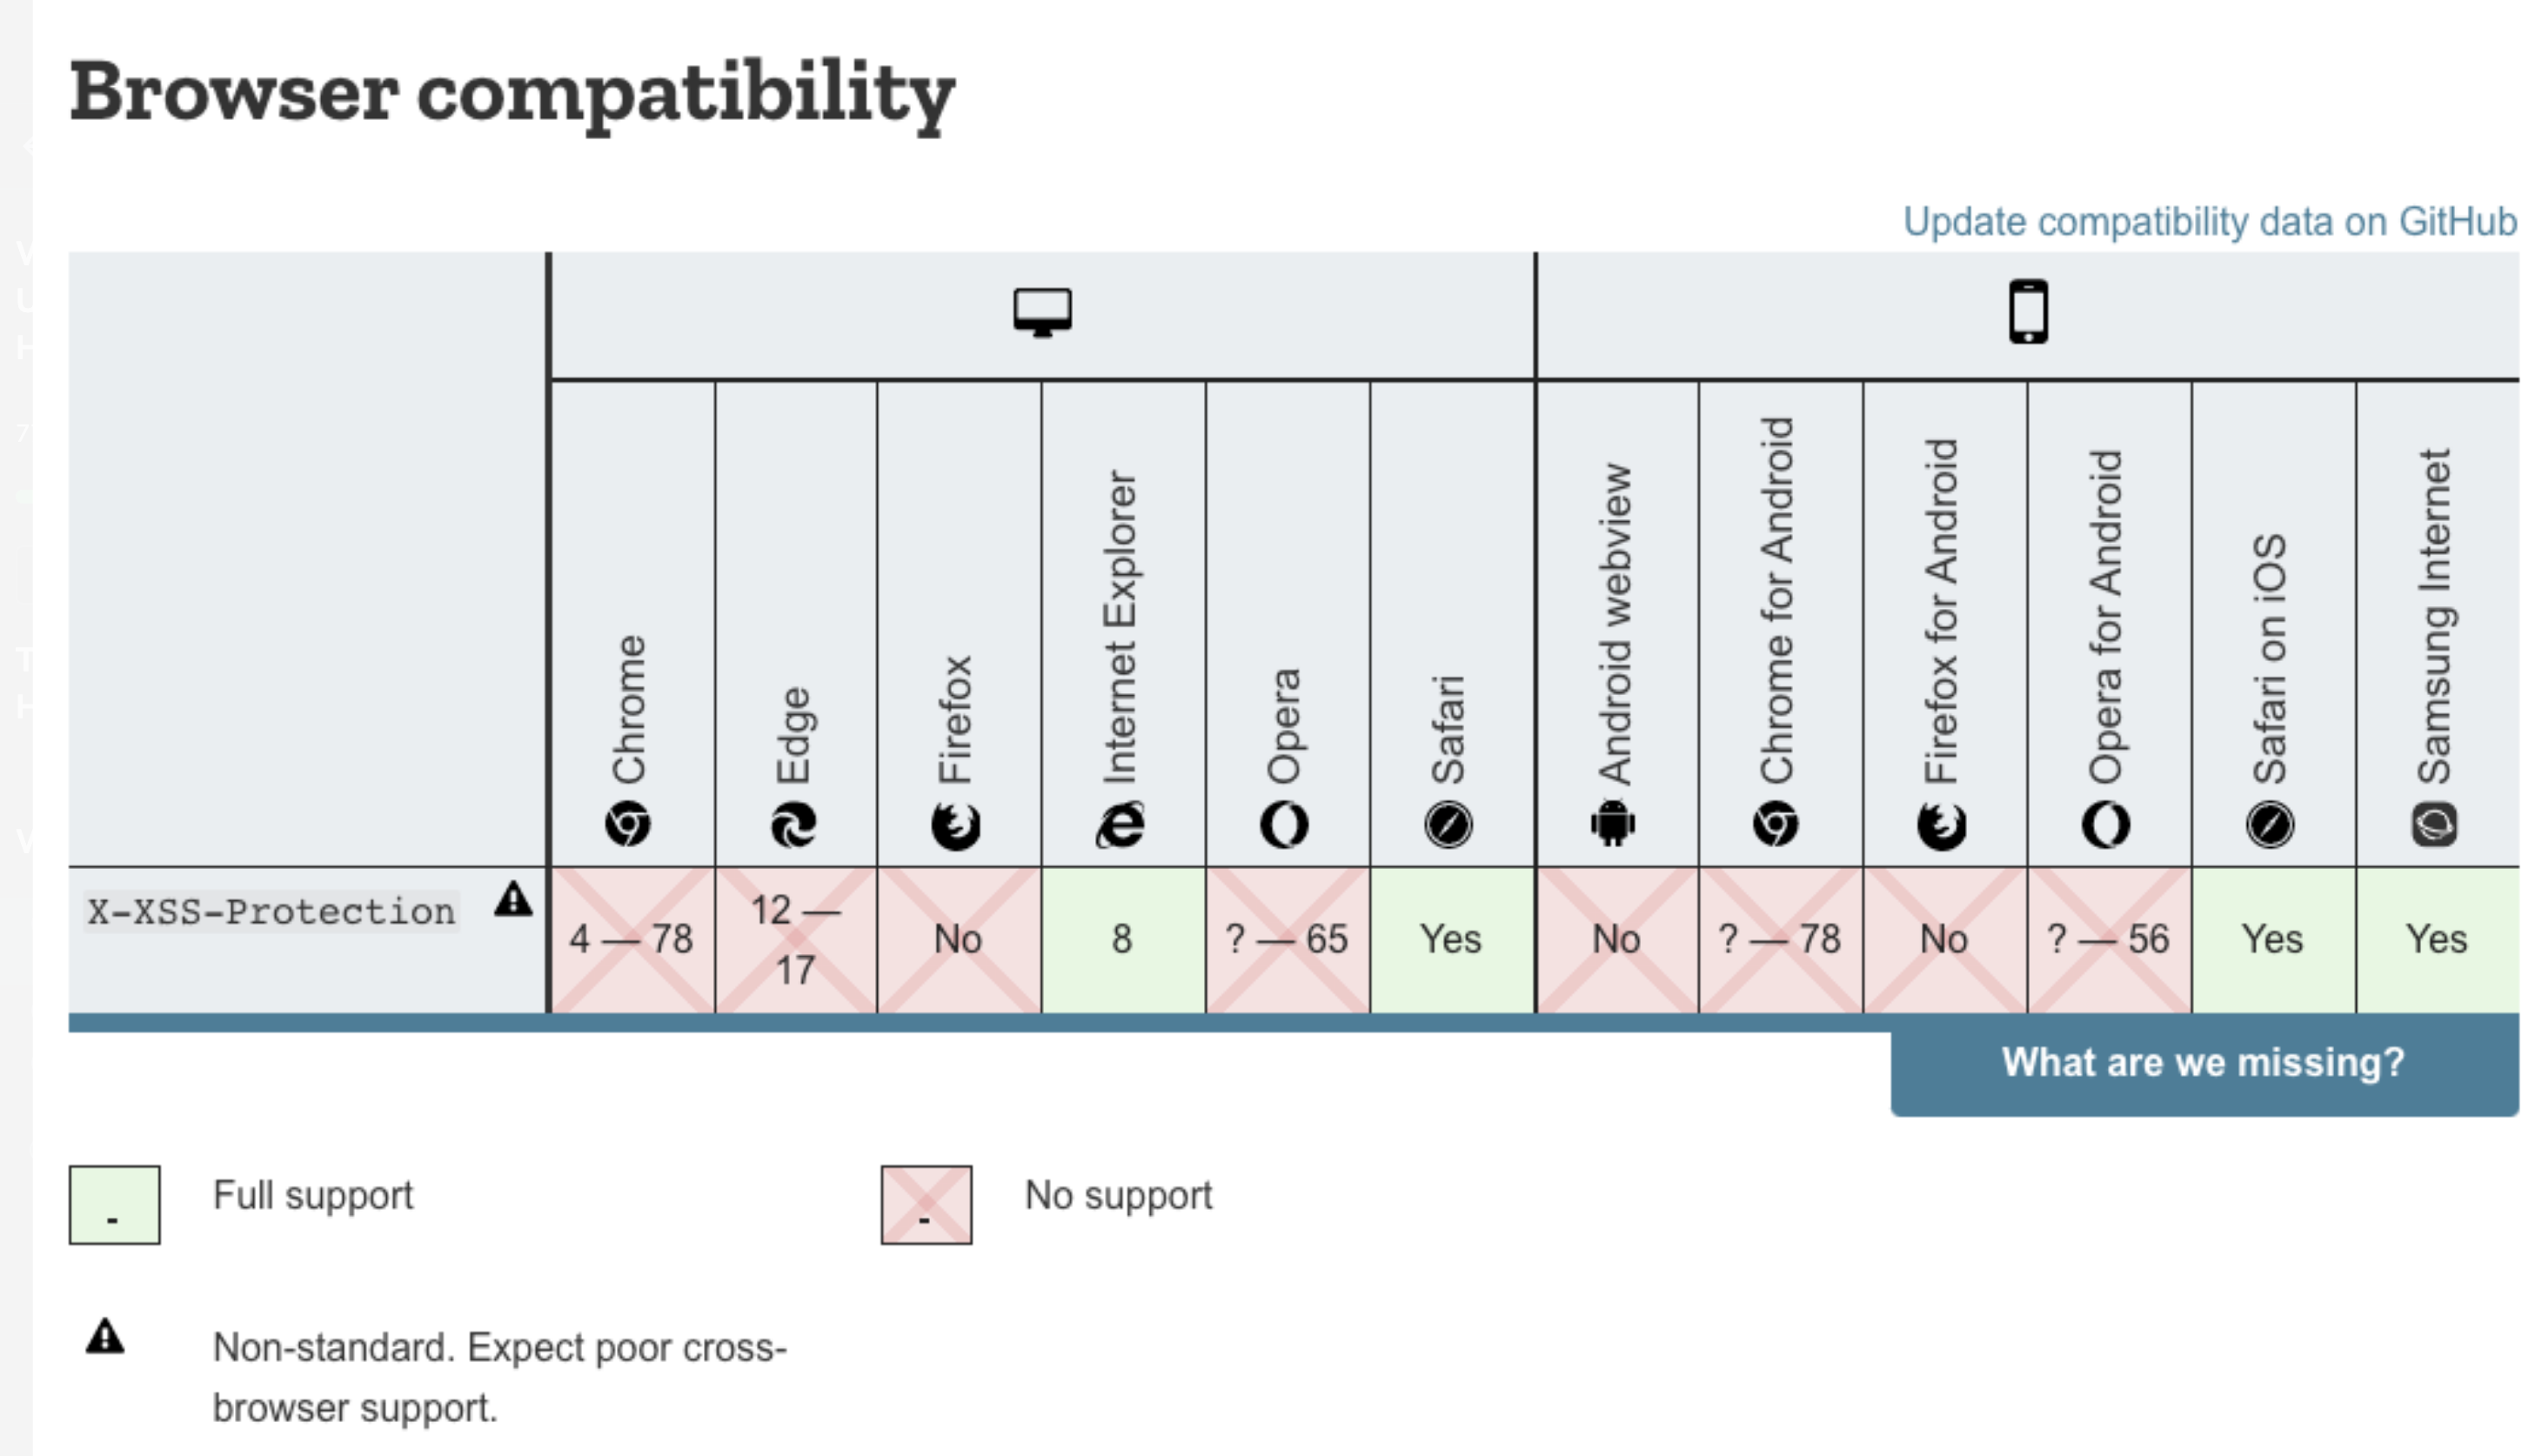 Browser compatibility
Update compatibility data on GitHub
Chrome
Edge
Firefox
Internet Explorer
Opera
Safari
Android webview
Chrome for Android
Firefox for Android
Opera for Android
Safari on iOS
Samsung Internet
X-XSS-Protection
4 — 78
12 —
17
No
8
? — 65
Yes
No
? — 78
No
? — 56
Yes
Yes
What are we missing?
- Full support
- No support
Non-standard. Expect poor cross-
browser support.